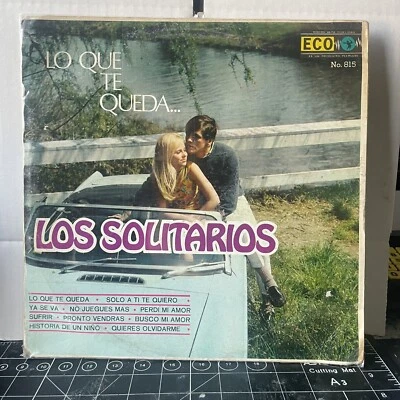 LO QUE
TE
QUEDA...
ECO
No. 815
LOS SOLITARIOS
LO QUE TE QUEDA • SOLO A TI TE QUIERO •
YA SE VA • NO JUEGUES MAS • PERDI MI AMOR
SUFRIR • PRONTO VENDRAS • BUSCO MI AMOR
HISTORIA DE UN NIÑO • QUIERES OLVIDARME •
Cutting Mat
A3